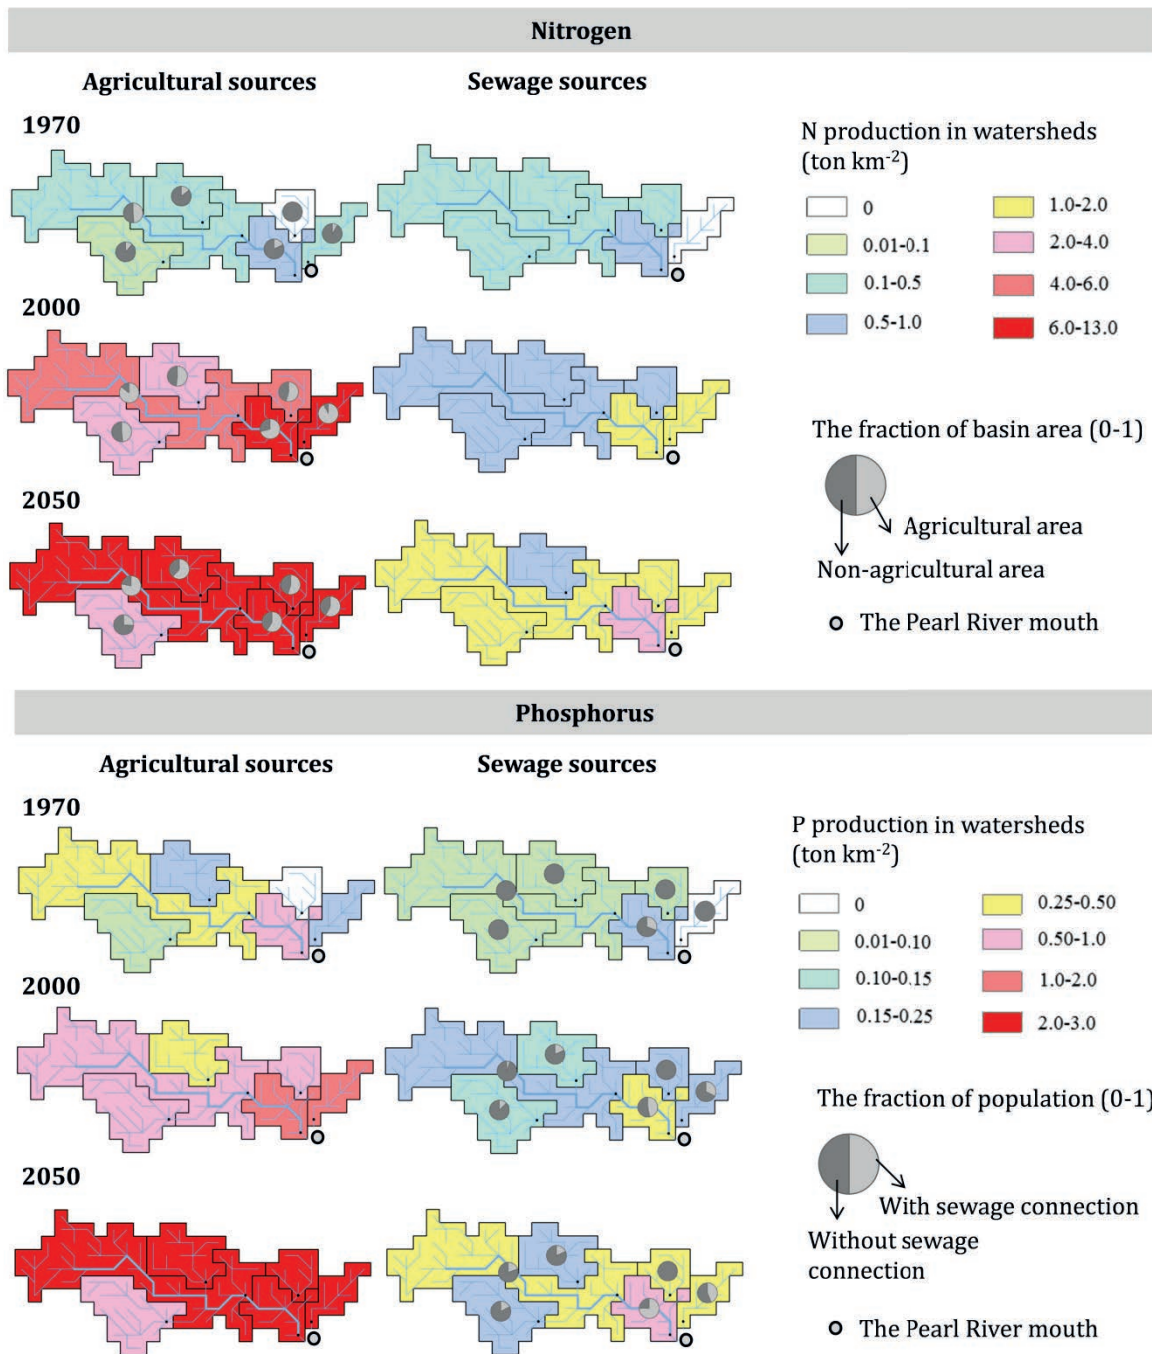 Nitrogen
Agricultural sources
Sewage sources
1970
2000
2050
N production in watersheds
(ton km⁻²)
0
0.01-0.1
0.1-0.5
0.5-1.0
1.0-2.0
2.0-4.0
4.0-6.0
6.0-13.0
The fraction of basin area (0-1)
Agricultural area
Non-agricultural area
The Pearl River mouth
Phosphorus
Agricultural sources
Sewage sources
1970
2000
2050
P production in watersheds
(ton km⁻²)
0
0.01-0.10
0.10-0.15
0.15-0.25
0.25-0.50
0.50-1.0
1.0-2.0
2.0-3.0
The fraction of population (0-1)
With sewage connection
Without sewage
connection
The Pearl River mouth